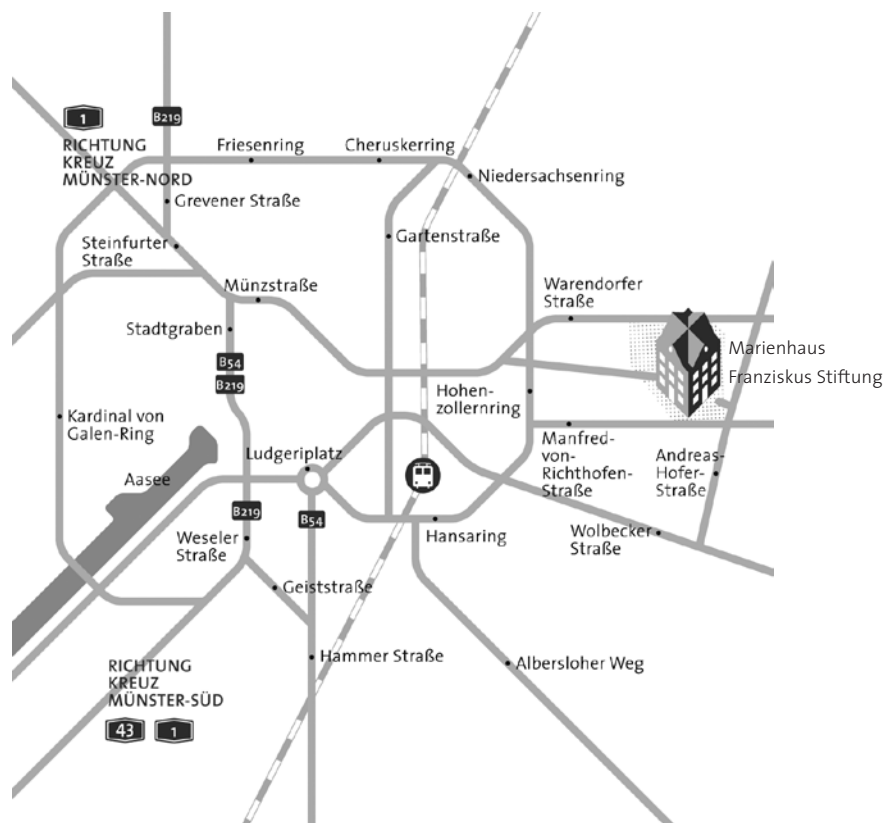 1
B219
RICHTUNG
KREUZ
MÜNSTER-NORD
Friesenring
Cheruskerring
Niedersachsenring
Grevener Straße
Steinfurter
Straße
Gartenstraße
Münzstraße
Warendorfer
Straße
Stadtgraben
Marienhaus
Franziskus Stiftung
B54
B219
Hohen-
zollernring
Kardinal von
Galen-Ring
Ludgeriplatz
Manfred-
von-
Richthofen-
Straße
Andreas-
Hofer-
Straße
Aasee
B219
B54
Weseler
Straße
Hansaring
Wolbecker
Straße
Geiststraße
Hammer Straße
Albersloher Weg
RICHTUNG
KREUZ
MÜNSTER-SÜD
43
1